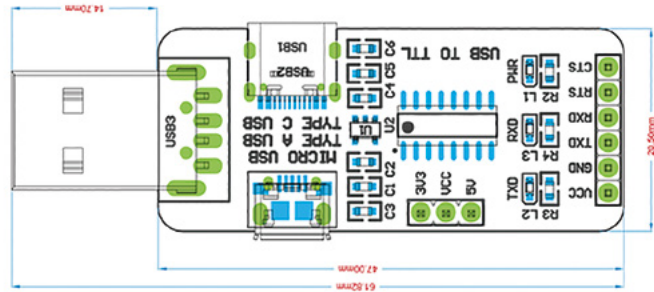 61.82mm
47.00mm
20.56mm
VCC
GND
TXD
RXD
RTS
CTS
R3 L2
TXD
R4 L3
RXD
R2 L1
PWR
5V
VCC
3V3
U2
USB TO TTL
C3
C1
C2
U1
C4
C5
C6
MICRO USB
TYPE A USB
TYPE C USB
USB2
USB1
USB3
14.70mm